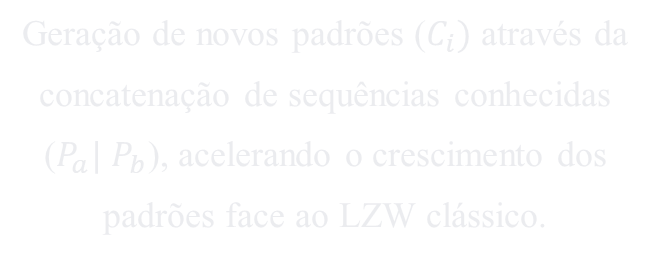 Geração de novos padrões (𝐶ᵢ) através da
concatenação de sequências conhecidas
(𝑃ₐ| 𝑃_b), acelerando o crescimento dos
padrões face ao LZW clássico.